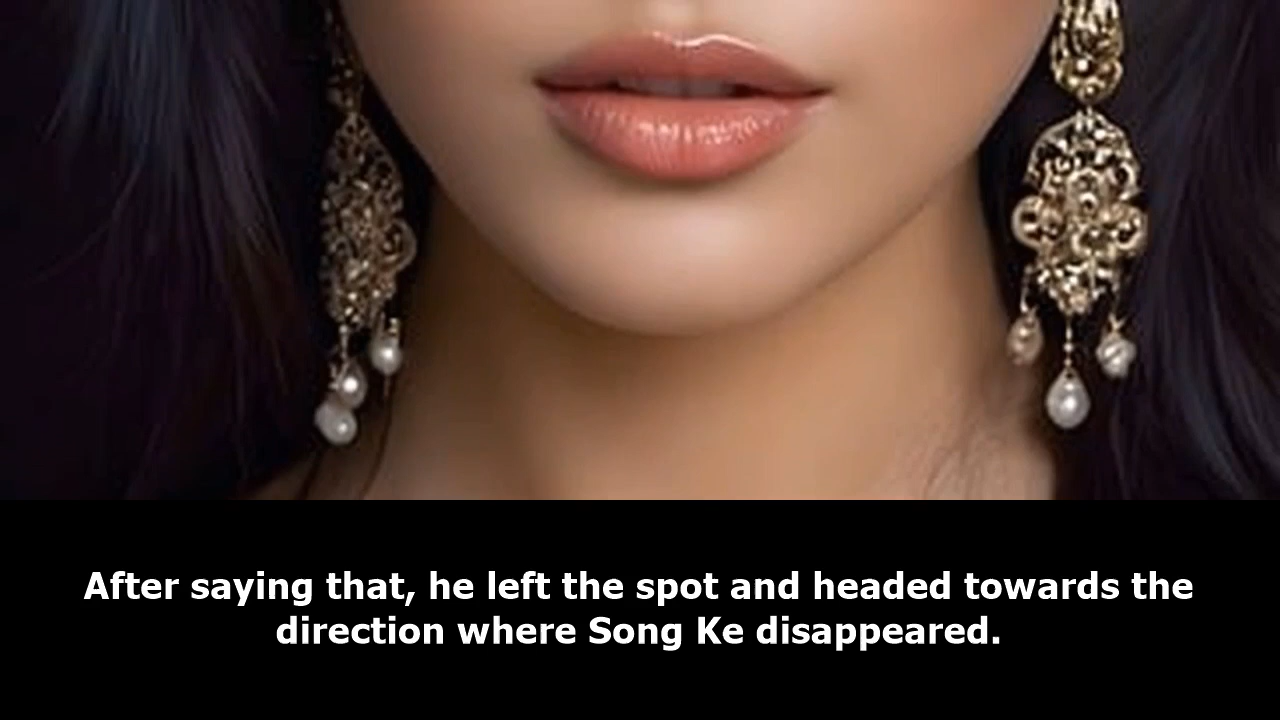 After saying that, he left the spot and headed towards the
direction where Song Ke disappeared.